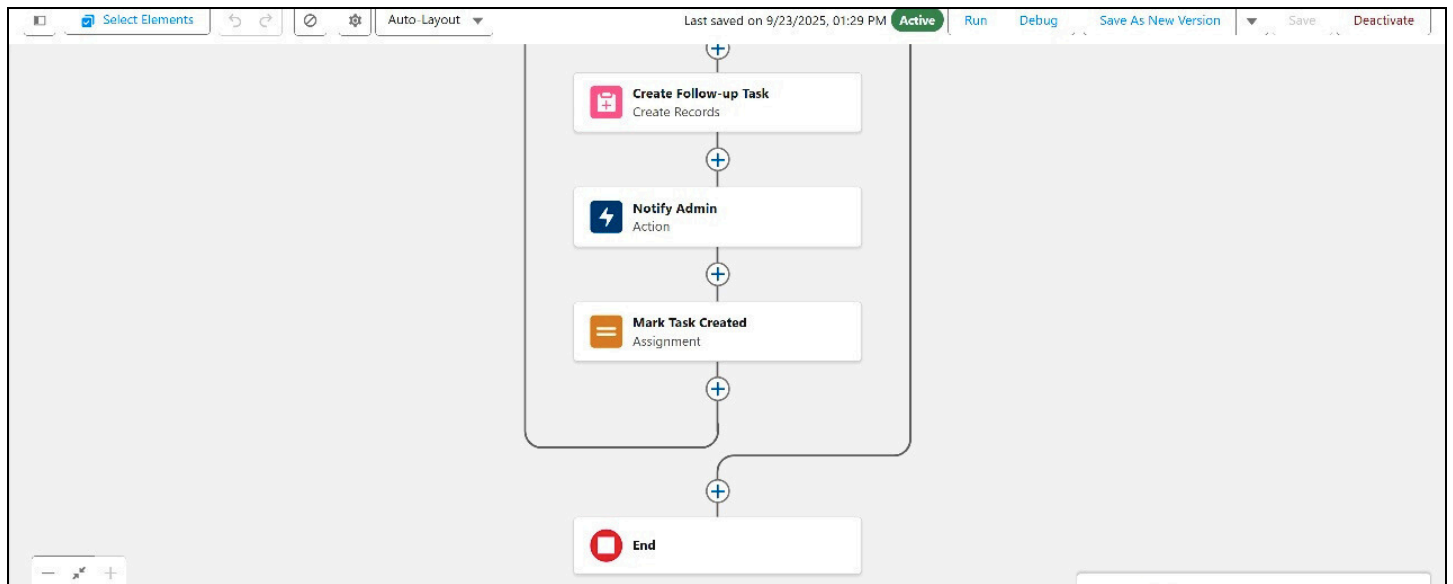 Select Elements Auto-Layout Last saved on 9/23/2025, 01:29 PM Active Run Debug Save As New Version Save Deactivate
Create Follow-up Task
Create Records
Notify Admin
Action
Mark Task Created
Assignment
End